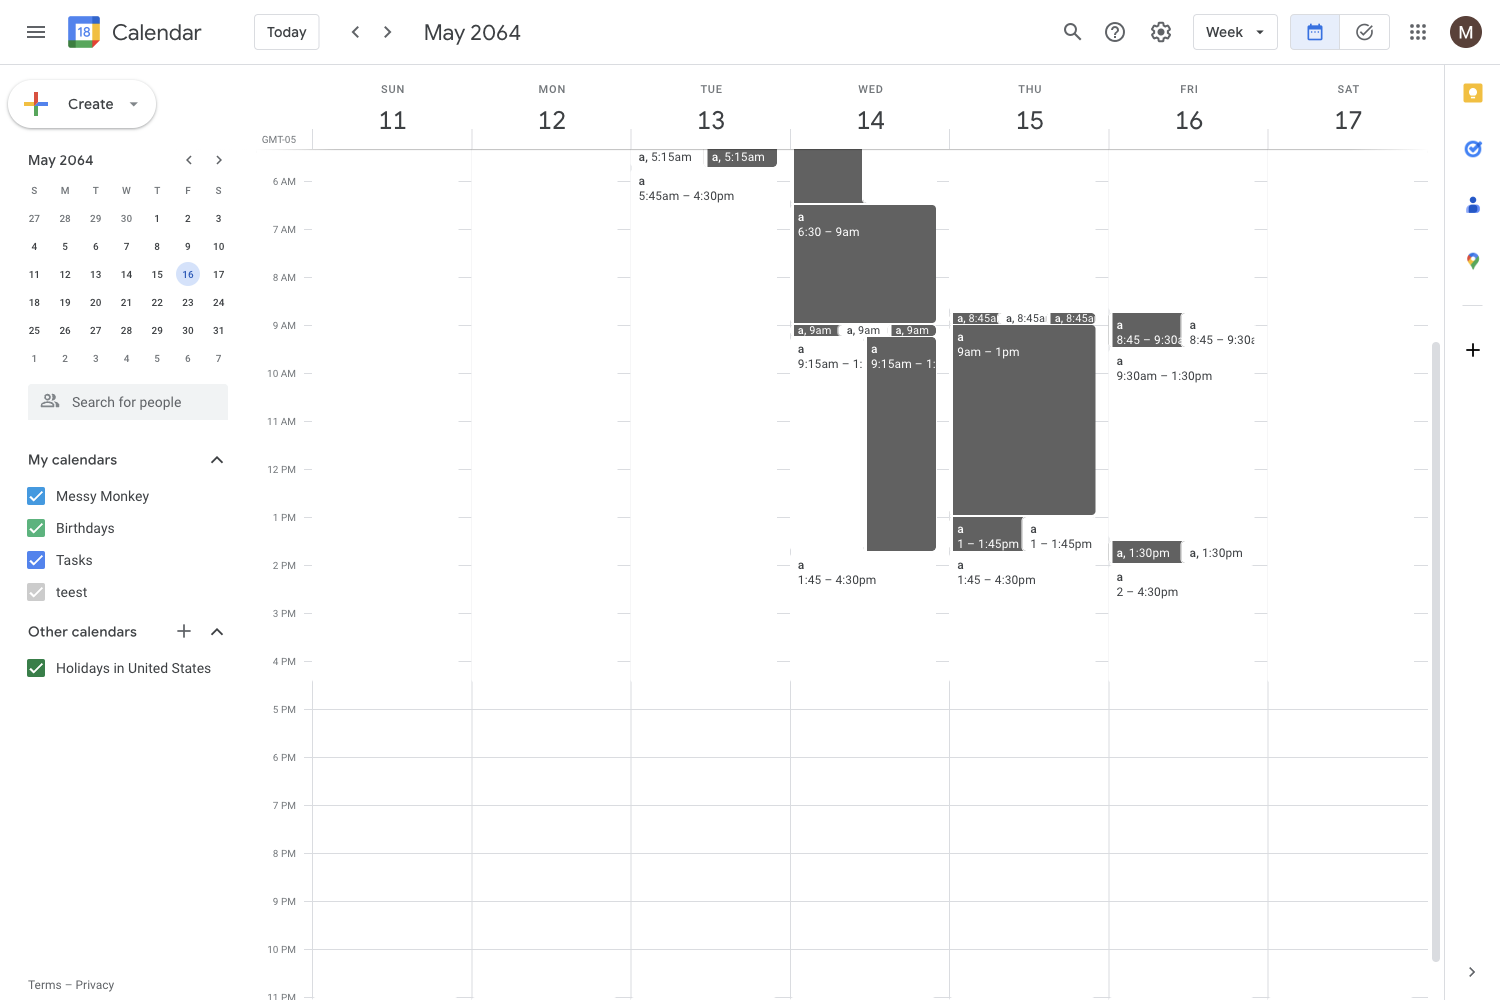 18
Calendar
Today
May 2064
Week
M
Create
May 2064
S M T W T F S
27 28 29 30 1 2 3
4 5 6 7 8 9 10
11 12 13 14 15 16 17
18 19 20 21 22 23 24
25 26 27 28 29 30 31
1 2 3 4 5 6 7
Search for people
My calendars
Messy Monkey
Birthdays
Tasks
teest
Other calendars
Holidays in United States
Terms – Privacy
SUN MON TUE WED THU FRI SAT
11 12 13 14 15 16 17
GMT-05
6 AM
7 AM
8 AM
9 AM
10 AM
11 AM
12 PM
1 PM
2 PM
3 PM
4 PM
5 PM
6 PM
7 PM
8 PM
9 PM
10 PM
11 PM
a, 5:15am
a, 5:15am
a
5:45am – 4:30pm
a
6:30 – 9am
a, 9am
a, 9am
a, 9am
a
9:15am – 1:
a
9:15am – 1:
a
1:45 – 4:30pm
a, 8:45a
a, 8:45a
a, 8:45a
a
9am – 1pm
a
1 – 1:45pm
a
1 – 1:45pm
a
1:45 – 4:30pm
a
8:45 – 9:30a
a
8:45 – 9:30a
a
9:30am – 1:30pm
a, 1:30pm
a, 1:30pm
a
2 – 4:30pm